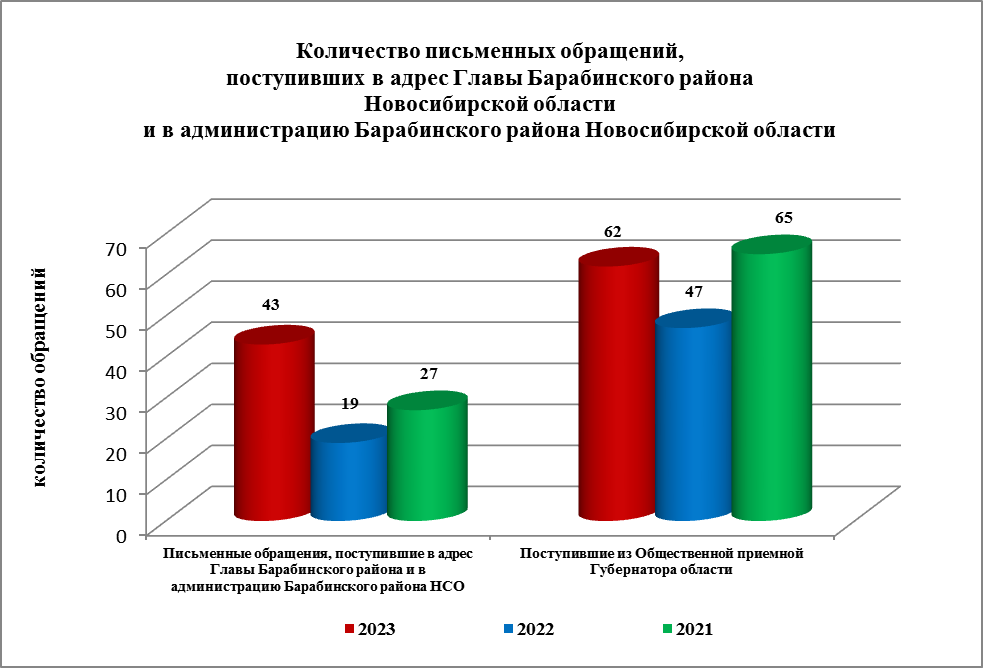 Количество письменных обращений,
поступивших в адрес Главы Барабинского района
Новосибирской области
и в администрацию Барабинского района Новосибирской области
количество обращений
70
60
50
40
30
20
10
0
43
19
27
62
47
65
Письменные обращения, поступившие в адрес
Главы Барабинского района и в
администрацию Барабинского района НСО
Поступившие из Общественной приемной
Губернатора области
2023
2022
2021